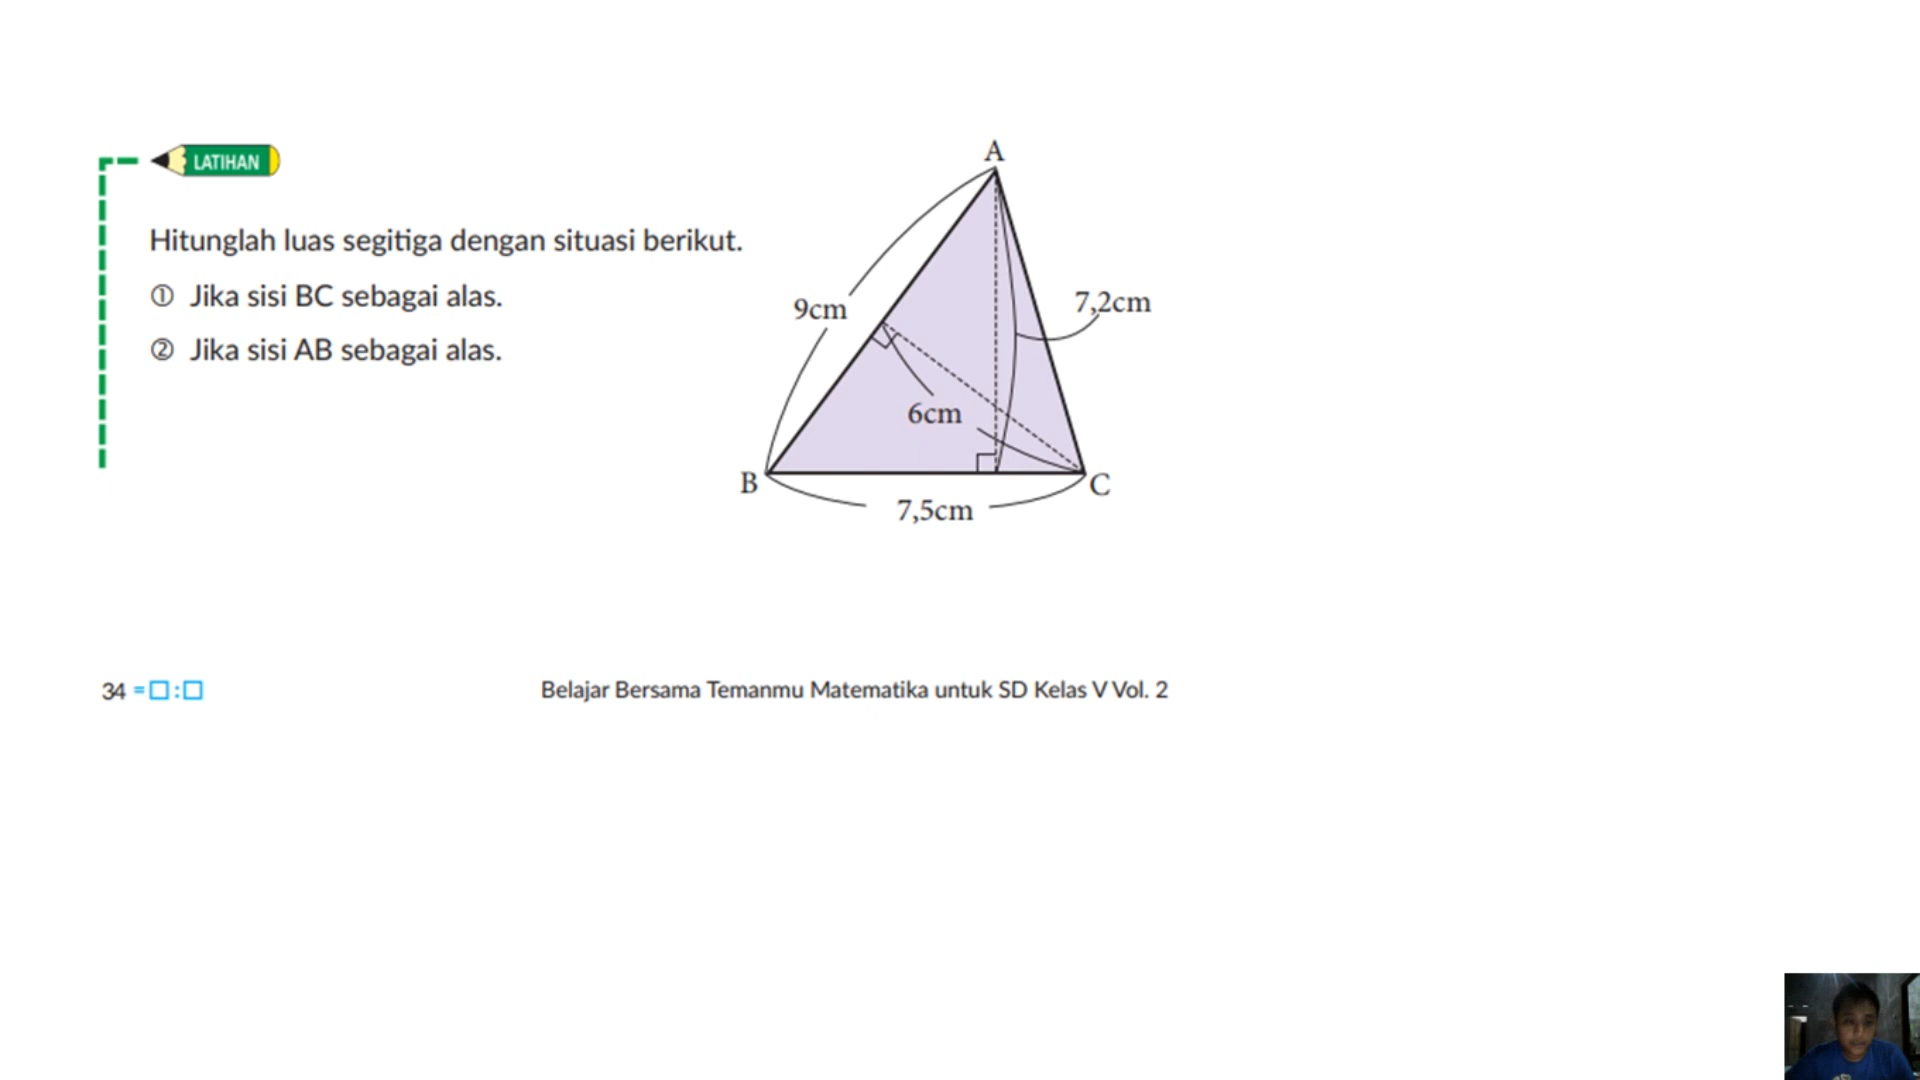 LATIHAN
Hitunglah luas segitiga dengan situasi berikut.
① Jika sisi BC sebagai alas.
② Jika sisi AB sebagai alas.
A
9cm
7,2cm
6cm
B
C
7,5cm
34 =□:□
Belajar Bersama Temanmu Matematika untuk SD Kelas V Vol. 2